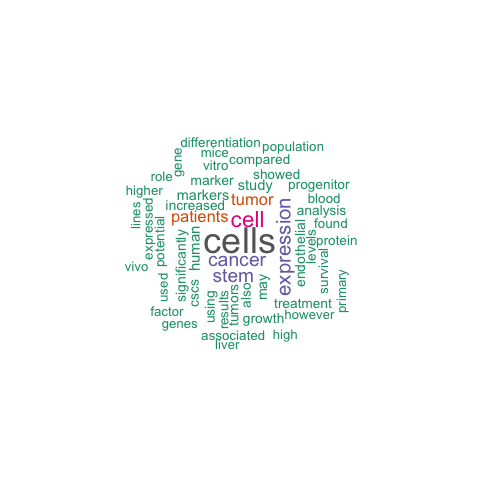 differentiation
population
mice
gene
compared
vitro
showed
role
marker
study
progenitor
higher
markers
tumor
blood
increased
analysis
lines
expressed
patients
cell
found
potential
cells
expression
endothelial
levels
protein
human
significantly
cancer
vivo
stem
survival
used
cscs
may
also
primary
using
results
tumors
treatment
factor
growth
however
genes
associated
high
liver